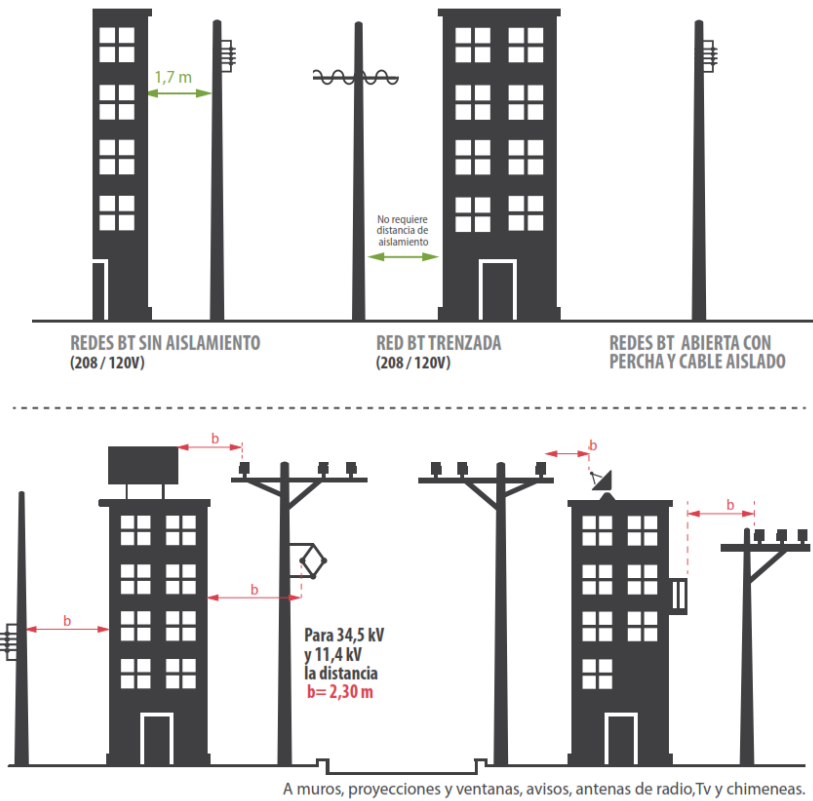 1,7 m
No requiere
distancia de
aislamiento
REDES BT SIN AISLAMIENTO
(208 / 120V)
RED BT TRENZADA
(208 / 120V)
REDES BT ABIERTA CON
PERCHA Y CABLE AISLADO
b
b
b
b
b
Para 34,5 kV
y 11,4 kV
la distancia
b= 2,30 m
A muros, proyecciones y ventanas, avisos, antenas de radio,Tv y chimeneas.